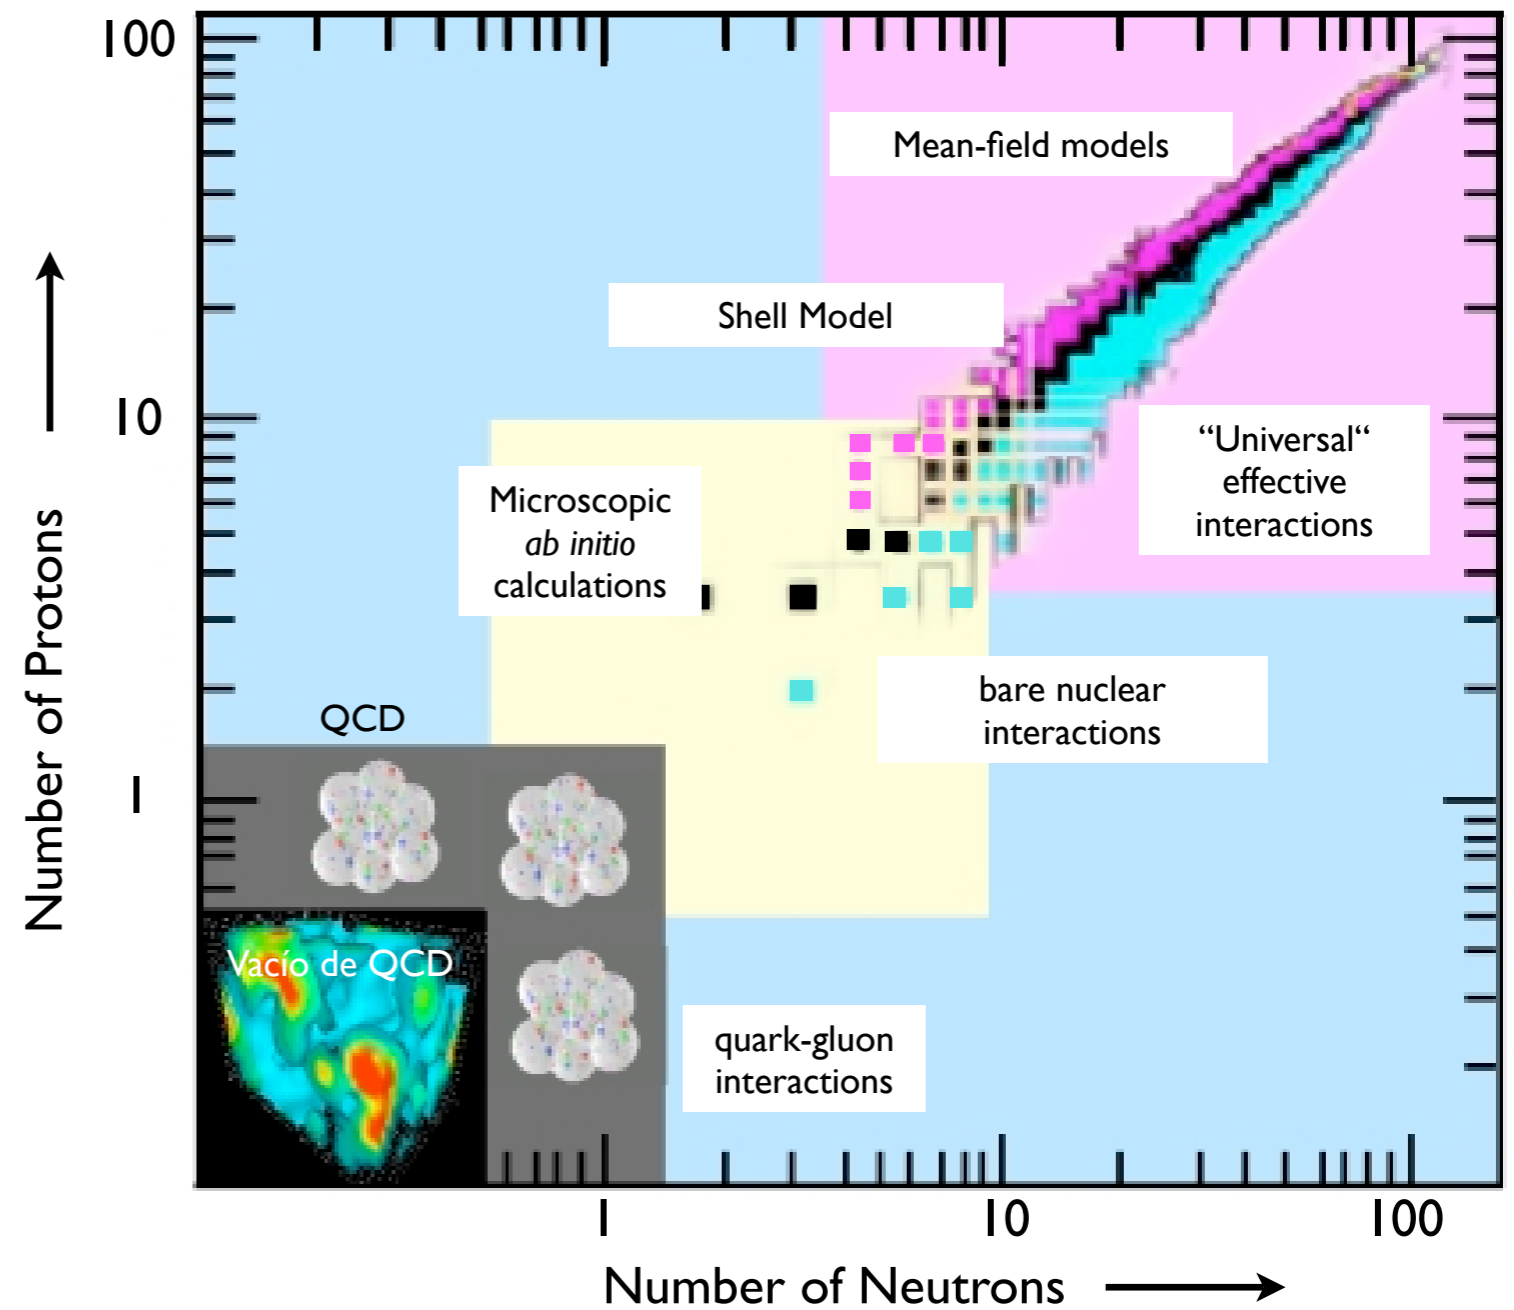 100
Mean-field models
Shell Model
10
“Universal“
effective
interactions
Microscopic
ab initio
calculations
bare nuclear
interactions
QCD
1
Vacío de QCD
quark-gluon
interactions
Number of Protons
1
10
100
Number of Neutrons